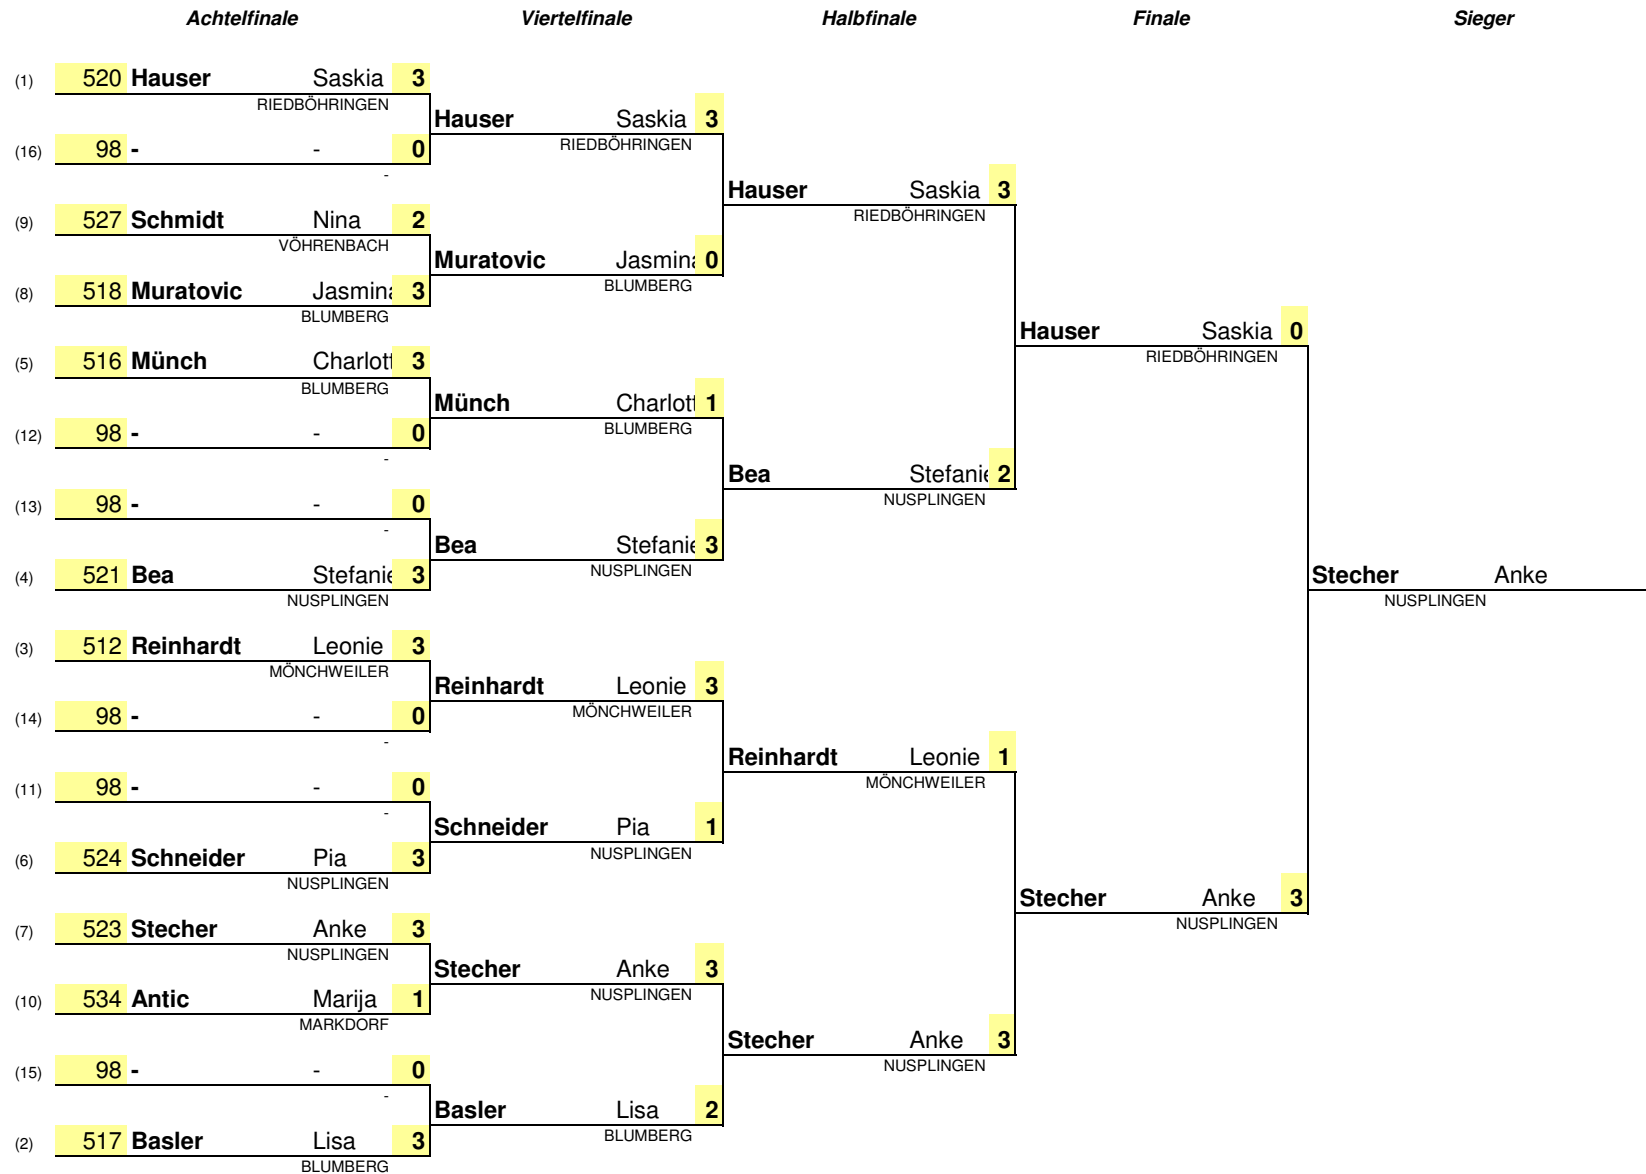 Achtelfinale Viertelfinale Halbfinale Finale Sieger
(1) 520 Hauser Saskia 3
RIEDBÖHRINGEN
Hauser Saskia 3
RIEDBÖHRINGEN
(16) 98 - - 0
-
Hauser Saskia 3
RIEDBÖHRINGEN
(9) 527 Schmidt Nina 2
VÖHRENBACH
Muratovic Jasmina 0
BLUMBERG
(8) 518 Muratovic Jasmina 3
BLUMBERG
Hauser Saskia 0
RIEDBÖHRINGEN
(5) 516 Münch Charlott 3
BLUMBERG
Münch Charlott 1
BLUMBERG
(12) 98 - - 0
-
Bea Stefanie 2
NUSPLINGEN
(13) 98 - - 0
-
Bea Stefanie 3
NUSPLINGEN
(4) 521 Bea Stefanie 3
NUSPLINGEN
Stecher Anke
NUSPLINGEN
(3) 512 Reinhardt Leonie 3
MÖNCHWEILER
Reinhardt Leonie 3
MÖNCHWEILER
(14) 98 - - 0
-
Reinhardt Leonie 1
MÖNCHWEILER
(11) 98 - - 0
-
Schneider Pia 1
NUSPLINGEN
(6) 524 Schneider Pia 3
NUSPLINGEN
Stecher Anke 3
NUSPLINGEN
(7) 523 Stecher Anke 3
NUSPLINGEN
Stecher Anke 3
NUSPLINGEN
(10) 534 Antic Marija 1
MARKDORF
Stecher Anke 3
NUSPLINGEN
(15) 98 - - 0
-
Basler Lisa 2
BLUMBERG
(2) 517 Basler Lisa 3
BLUMBERG